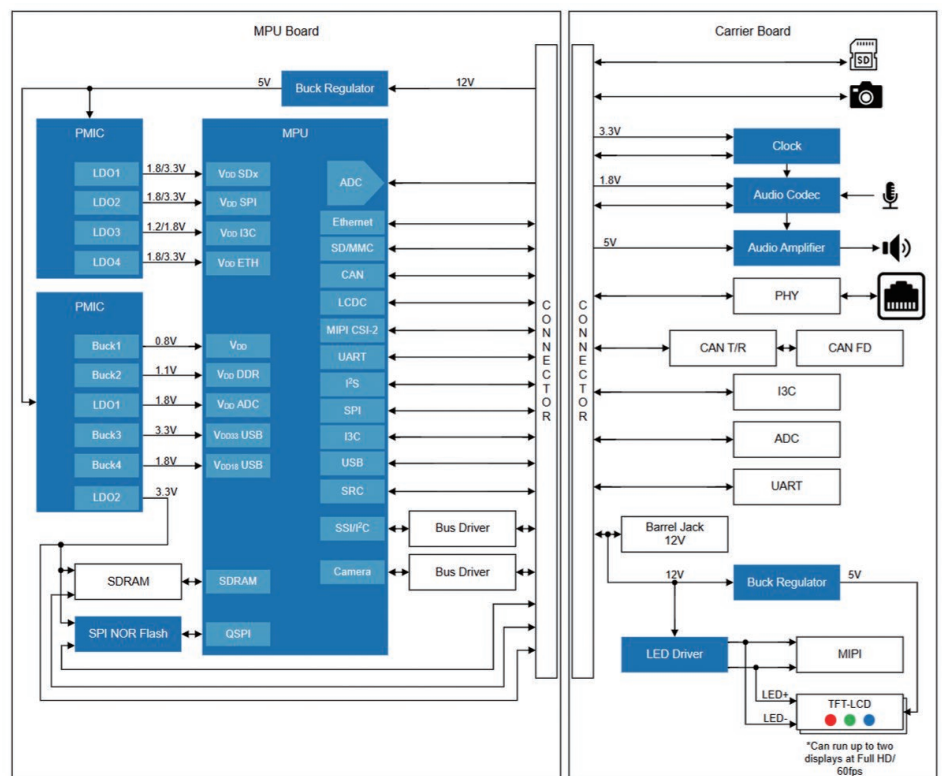 MPU Board
Carrier Board
5V
Buck Regulator
12V
PMIC
LDO1
LDO2
LDO3
LDO4
1.8/3.3V
1.8/3.3V
1.2/1.8V
1.8/3.3V
MPU
VDD SDx
VDD SPI
VDD I3C
VDD ETH
PMIC
Buck1
Buck2
LDO1
Buck3
Buck4
LDO2
0.8V
1.1V
1.8V
3.3V
1.8V
3.3V
VDD
VDD DDR
VDD ADC
VDD33 USB
VDD18 USB
SDRAM
QSPI
SDRAM
SPI NOR Flash
ADC
Ethernet
SD/MMC
CAN
LCDC
MIPI CSI-2
UART
I²S
SPI
I3C
USB
SRC
SSI/I²C
Camera
Bus Driver
Bus Driver
CONNECTOR
CONNECTOR
SD
3.3V
Clock
1.8V
Audio Codec
5V
Audio Amplifier
PHY
CAN T/R
CAN FD
I3C
ADC
UART
Barrel Jack
12V
12V
Buck Regulator
5V
LED Driver
MIPI
LED+
LED-
TFT-LCD
*Can run up to two
displays at Full HD/
60fps